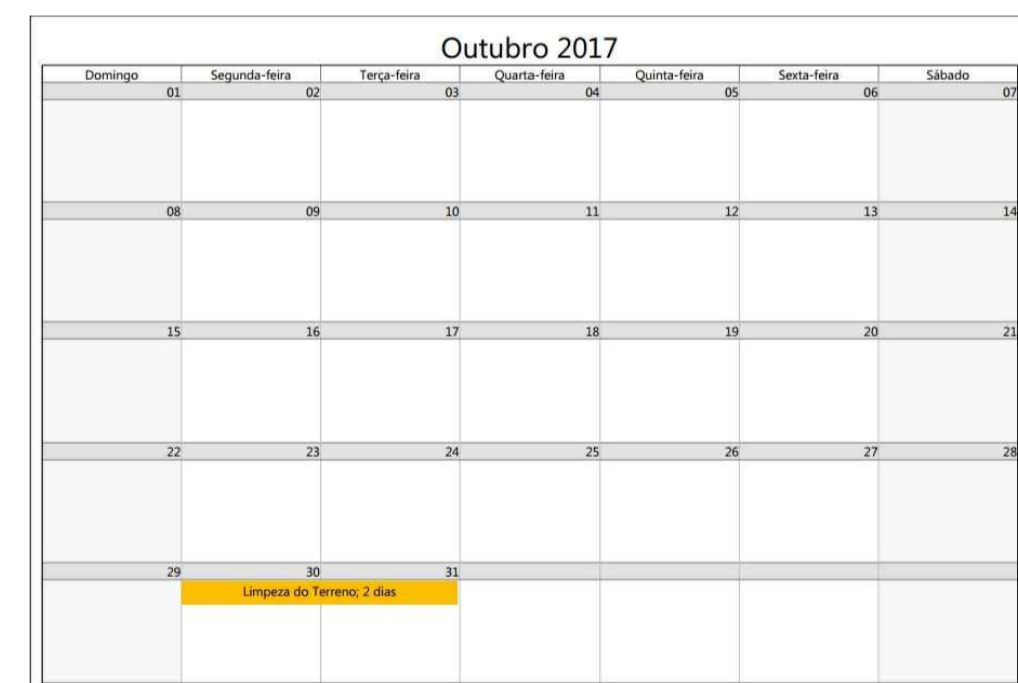 Outubro 2017
Domingo Segunda-feira Terça-feira Quarta-feira Quinta-feira Sexta-feira Sábado
01 02 03 04 05 06 07
08 09 10 11 12 13 14
15 16 17 18 19 20 21
22 23 24 25 26 27 28
29 30 31
Limpeza do Terreno; 2 dias